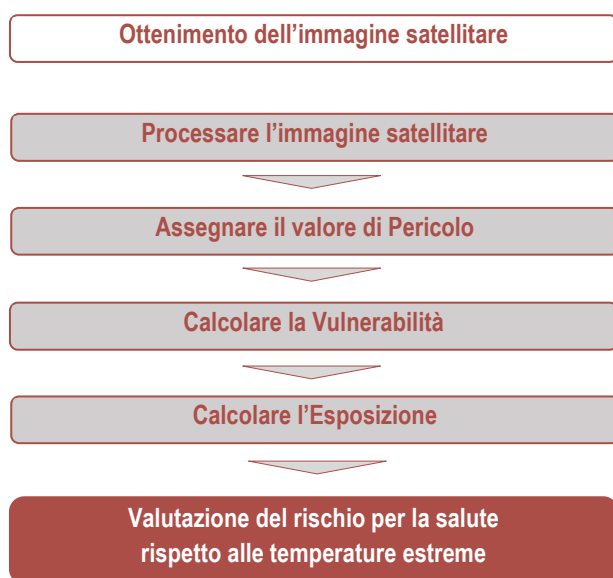 Ottenimento dell’immagine satellitare
Processare l’immagine satellitare
Assegnare il valore di Pericolo
Calcolare la Vulnerabilità
Calcolare l’Esposizione
Valutazione del rischio per la salute
rispetto alle temperature estreme